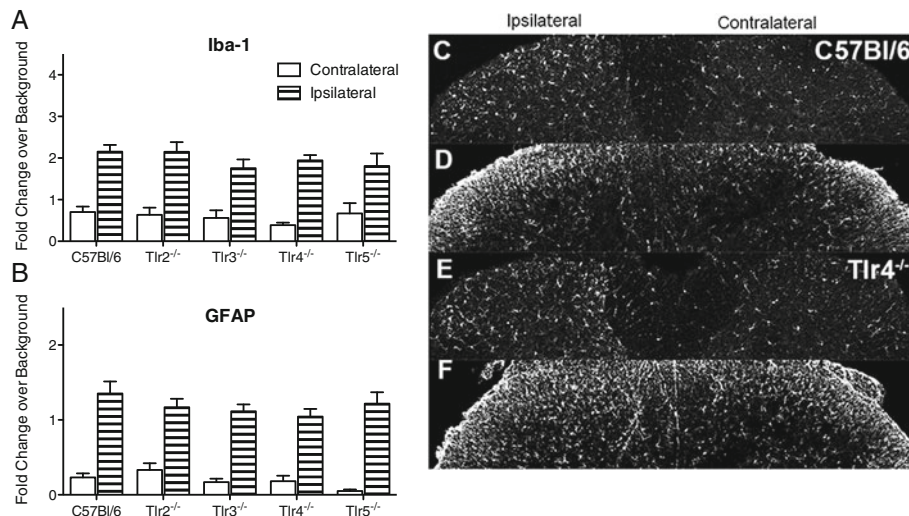 A
Iba-1
Fold Change over Background
4
2
1
0
Contralateral
Ipsilateral
C57Bl/6 Tlr2-/- Tlr3-/- Tlr4-/- Tlr5-/-
B
GFAP
Fold Change over Background
2
1
0
C57Bl/6 Tlr2-/- Tlr3-/- Tlr4-/- Tlr5-/-
Ipsilateral Contralateral
C C57Bl/6
D
E Tlr4-/-
F